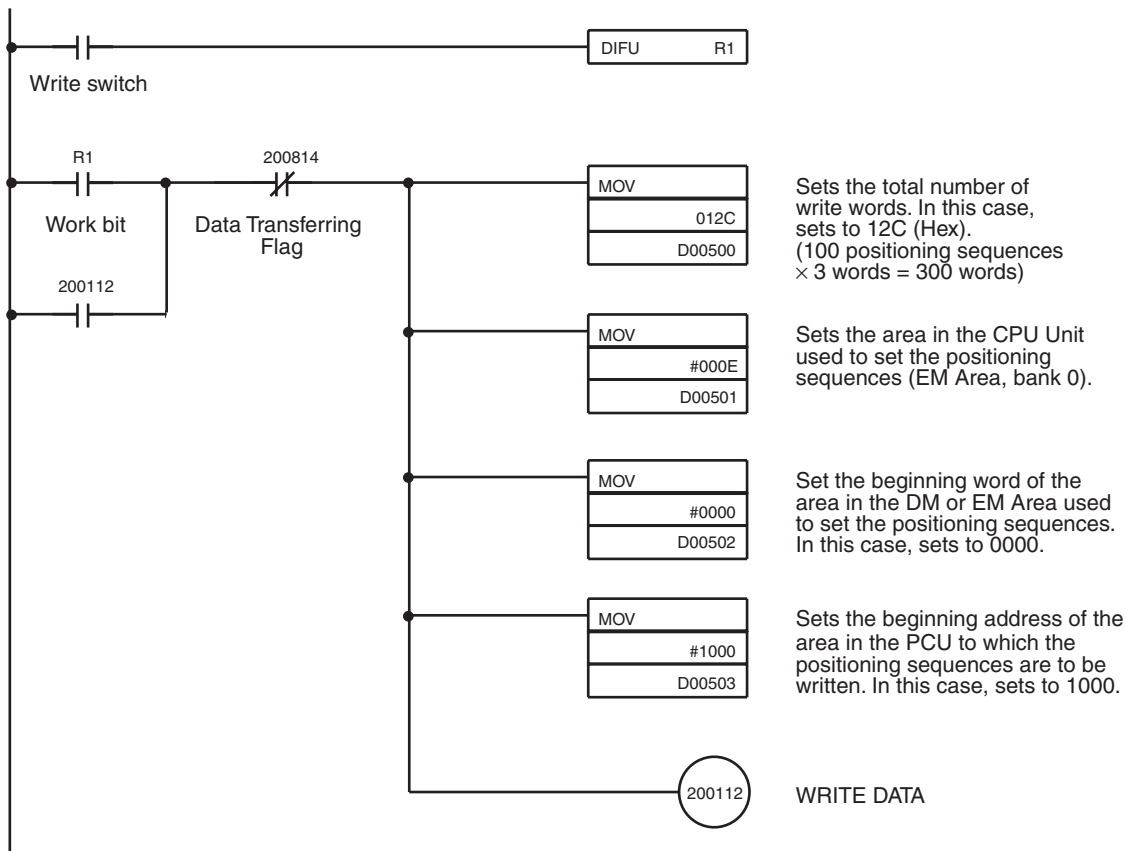 DIFU R1
Write switch
R1
200814
Work bit
Data Transferring
Flag
200112
MOV
012C
D00500
Sets the total number of
write words. In this case,
sets to 12C (Hex).
(100 positioning sequences
× 3 words = 300 words)
MOV
#000E
D00501
Sets the area in the CPU Unit
used to set the positioning
sequences (EM Area, bank 0).
MOV
#0000
D00502
Set the beginning word of the
area in the DM or EM Area used
to set the positioning sequences.
In this case, sets to 0000.
MOV
#1000
D00503
Sets the beginning address of the
area in the PCU to which the
positioning sequences are to be
written. In this case, sets to 1000.
200112
WRITE DATA